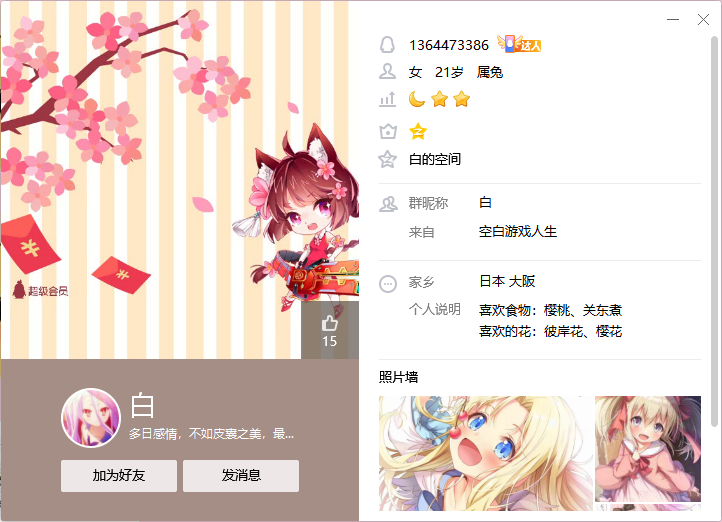 1364473386 达人
女 21岁 属兔
白的空间
群昵称 白
来自 空白游戏人生
家乡 日本 大阪
个人说明 喜欢食物：樱桃、关东煮
喜欢的花：彼岸花、樱花
照片墙
超级会员
15
白
多日感情，不如皮裹之美，最...
加为好友 发消息